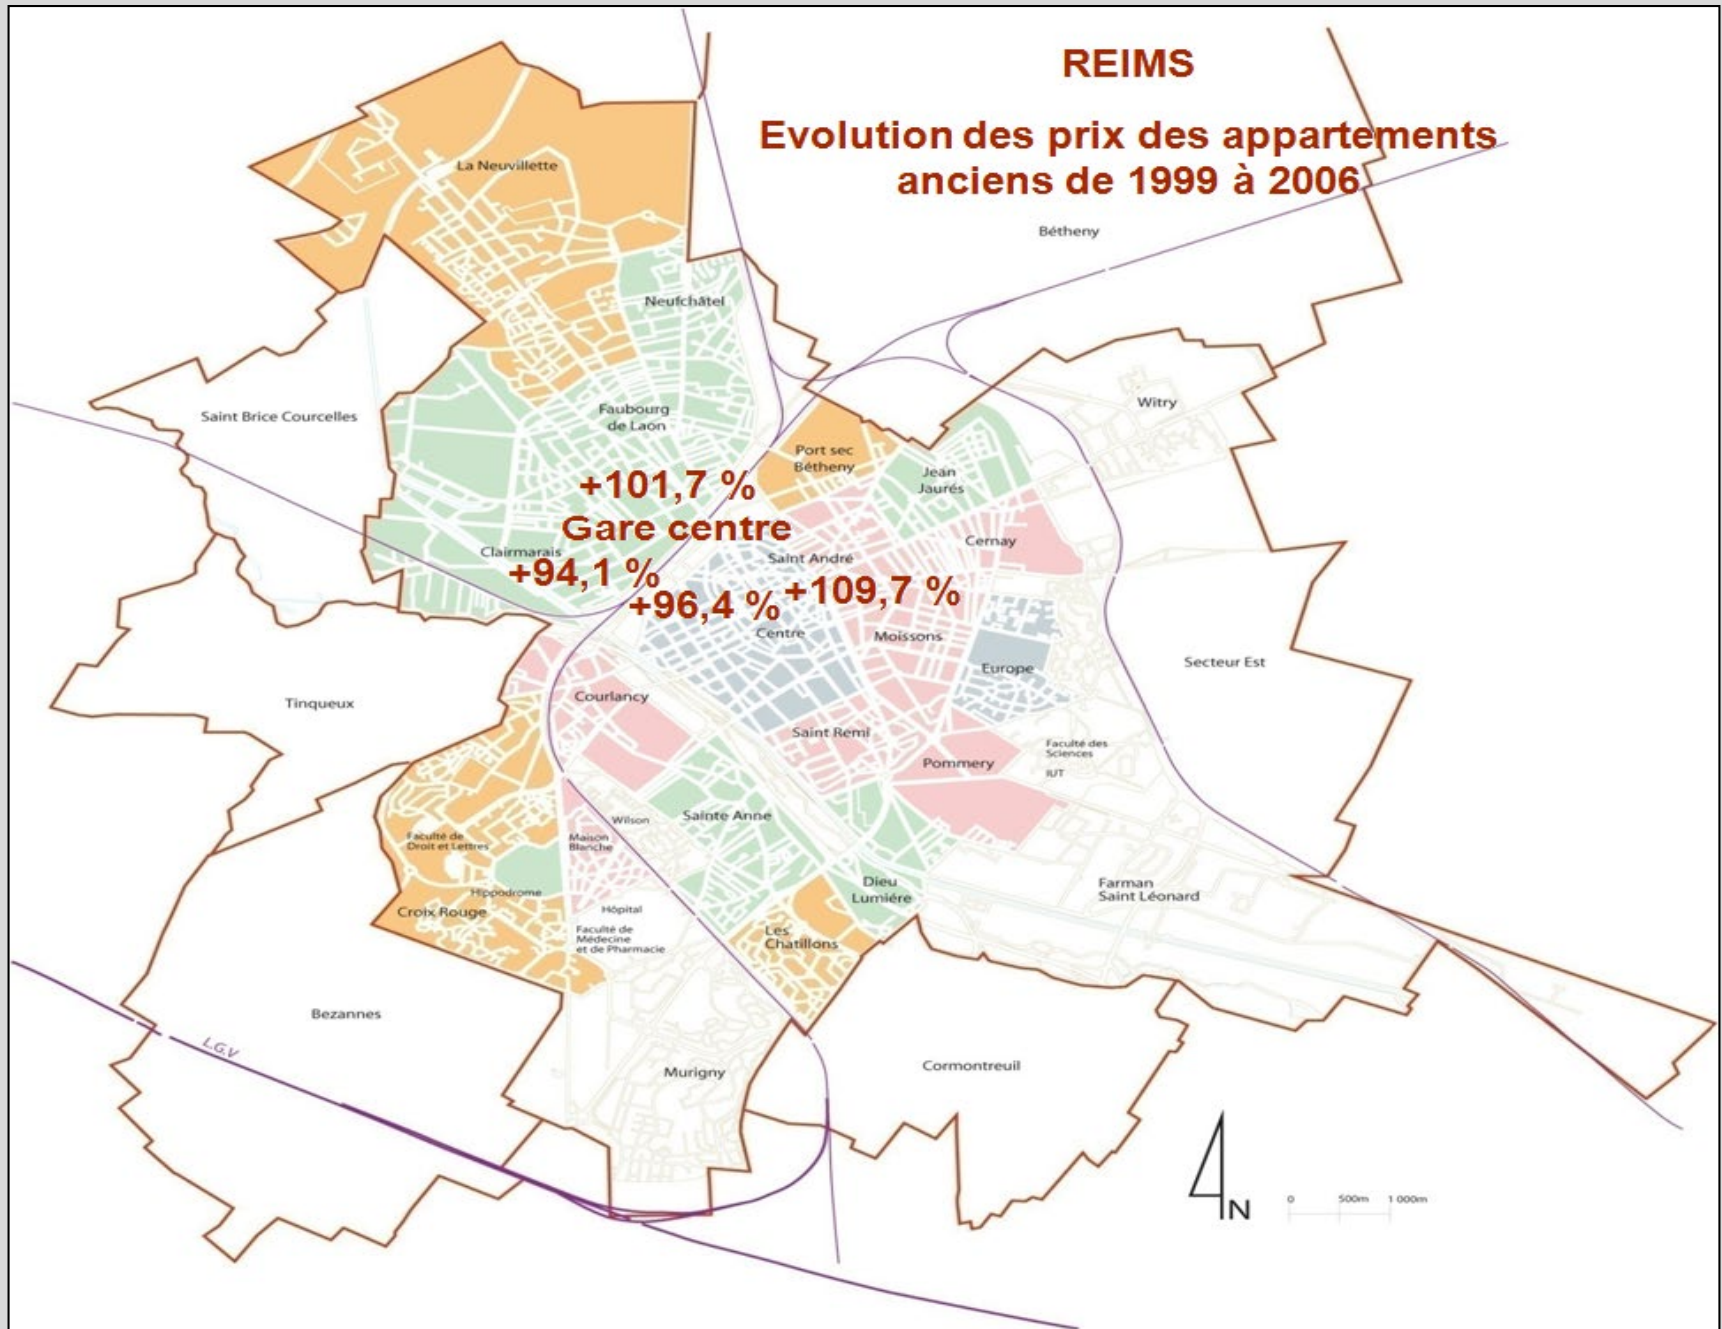 REIMS
Evolution des prix des appartements
anciens de 1999 à 2006
La Neuvillette
Bétheny
Neufchâtel
Saint Brice Courcelles
Faubourg
de Laon
Witry
Port sec
Bétheny
Jean
Jaurés
+101,7 %
Gare centre
Cernay
Clairmarais
Saint André
+94,1 %
+96,4 %
+109,7 %
Centre
Moissons
Europe
Secteur Est
Tinqueux
Courlancy
Saint Remi
Pommery
Faculté des
Sciences
IUT
Wilson
Sainte Anne
Maison
Blanche
Faculté de
Droit et Lettres
Hippodrome
Croix Rouge
Hôpital
Faculté de
Médecine
et de Pharmacie
Dieu
Lumiére
Les
Chatillons
Farman
Saint Léonard
Bezannes
L.G.V
Murigny
Cormontreuil
N
0 500m 1 000m